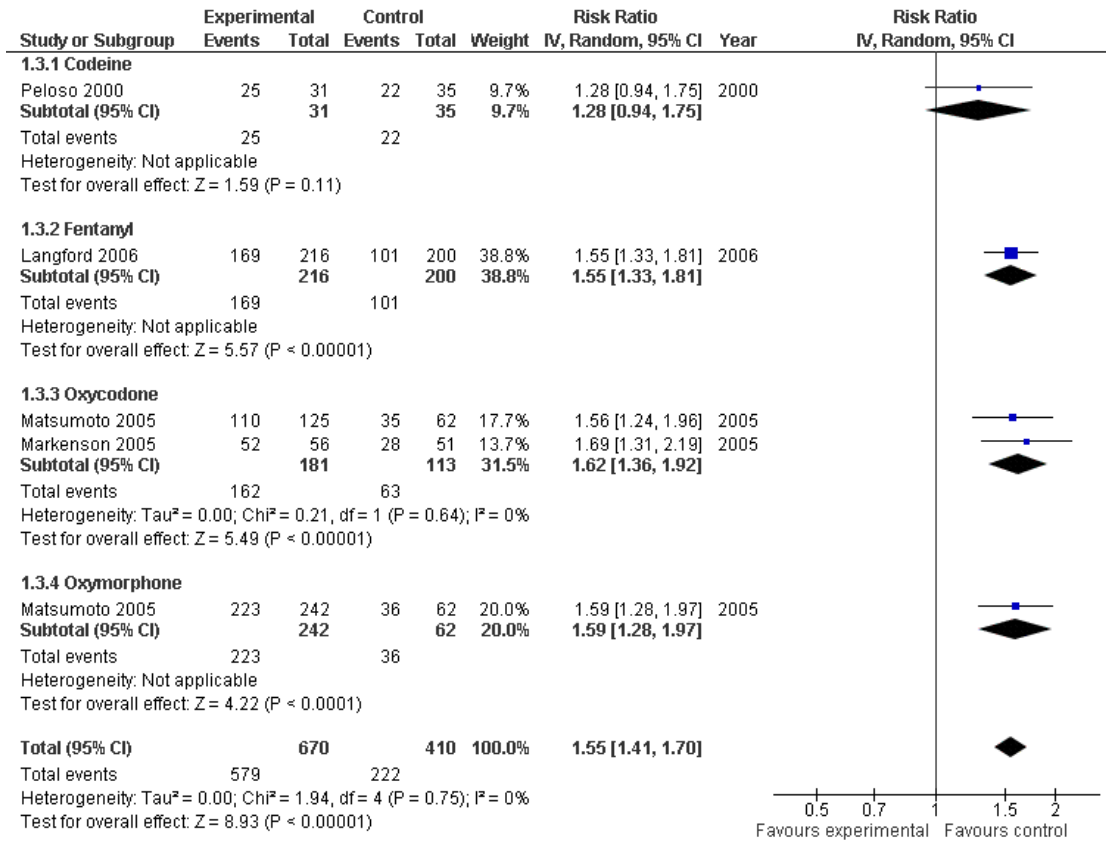 Experimental Control Risk Ratio Risk Ratio
Study or Subgroup Events Total Events Total Weight IV, Random, 95% CI Year IV, Random, 95% CI
1.3.1 Codeine
Peloso 2000 25 31 22 35 9.7% 1.28 [0.94, 1.75] 2000
Subtotal (95% CI) 31 35 9.7% 1.28 [0.94, 1.75]
Total events 25 22
Heterogeneity: Not applicable
Test for overall effect: Z = 1.59 (P = 0.11)
1.3.2 Fentanyl
Langford 2006 169 216 101 200 38.8% 1.55 [1.33, 1.81] 2006
Subtotal (95% CI) 216 200 38.8% 1.55 [1.33, 1.81]
Total events 169 101
Heterogeneity: Not applicable
Test for overall effect: Z = 5.57 (P < 0.00001)
1.3.3 Oxycodone
Matsumoto 2005 110 125 35 62 17.7% 1.56 [1.24, 1.96] 2005
Markenson 2005 52 56 28 51 13.7% 1.69 [1.31, 2.19] 2005
Subtotal (95% CI) 181 113 31.5% 1.62 [1.36, 1.92]
Total events 162 63
Heterogeneity: Tau² = 0.00; Chi² = 0.21, df = 1 (P = 0.64); I² = 0%
Test for overall effect: Z = 5.49 (P < 0.00001)
1.3.4 Oxymorphone
Matsumoto 2005 223 242 36 62 20.0% 1.59 [1.28, 1.97] 2005
Subtotal (95% CI) 242 62 20.0% 1.59 [1.28, 1.97]
Total events 223 36
Heterogeneity: Not applicable
Test for overall effect: Z = 4.22 (P < 0.0001)
Total (95% CI) 670 410 100.0% 1.55 [1.41, 1.70]
Total events 579 222
Heterogeneity: Tau² = 0.00; Chi² = 1.94, df = 4 (P = 0.75); I² = 0%
Test for overall effect: Z = 8.93 (P < 0.00001)
0.5 0.7 1 1.5 2
Favours experimental Favours control